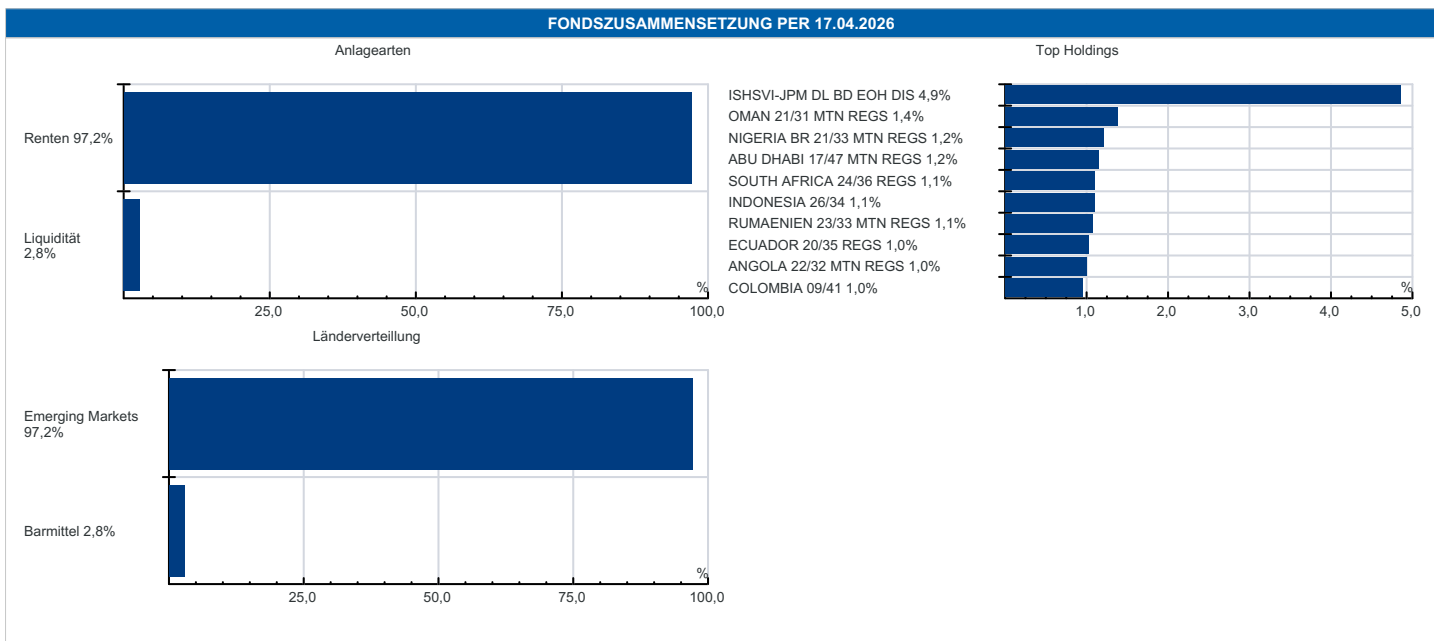 FONDSZUSAMMENSETZUNG PER 17.04.2026
Anlagearten
Renten 97,2%
Liquidität
2,8%
%
25,0
50,0
75,0
100,0
Top Holdings
ISHSVI-JPM DL BD EOH DIS 4,9%
OMAN 21/31 MTN REGS 1,4%
NIGERIA BR 21/33 MTN REGS 1,2%
ABU DHABI 17/47 MTN REGS 1,2%
SOUTH AFRICA 24/36 REGS 1,1%
INDONESIA 26/34 1,1%
RUMAENIEN 23/33 MTN REGS 1,1%
ECUADOR 20/35 REGS 1,0%
ANGOLA 22/32 MTN REGS 1,0%
COLOMBIA 09/41 1,0%
%
1,0
2,0
3,0
4,0
5,0
Länderverteillung
Emerging Markets
97,2%
Barmittel 2,8%
%
25,0
50,0
75,0
100,0